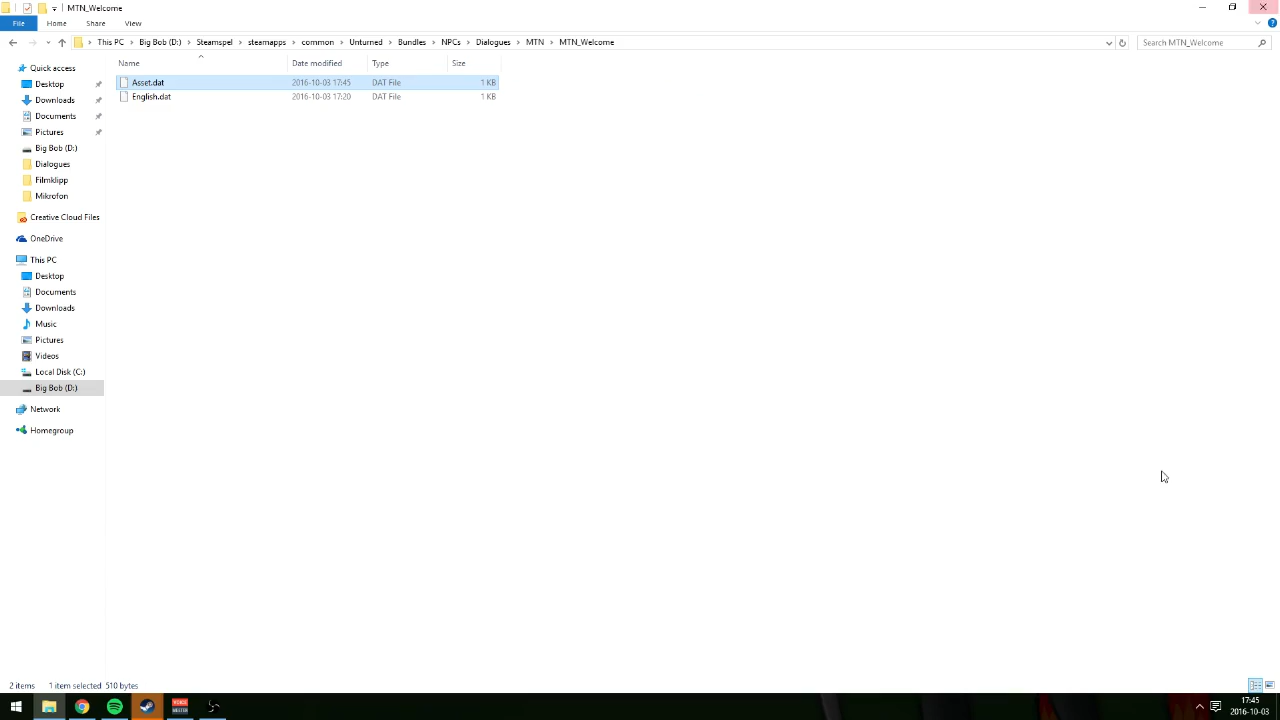 MTN_Welcome
File Home Share View
This PC Big Bob (D:) Steamspel steamapps common Unturned Bundles NPCs Dialogues MTN MTN_Welcome
Search MTN_Welcome
Name Date modified Type Size
Asset.dat 2016-10-03 17:45 DAT File 1 KB
English.dat 2016-10-03 17:20 DAT File 1 KB
Quick access
Desktop
Downloads
Documents
Pictures
Big Bob (D:)
Dialogues
Filmklipp
Mikrofon
Creative Cloud Files
OneDrive
This PC
Desktop
Documents
Downloads
Music
Pictures
Videos
Local Disk (C:)
Big Bob (D:)
Network
Homegroup
2 items 1 item selected 510 bytes
17:45
2016-10-03